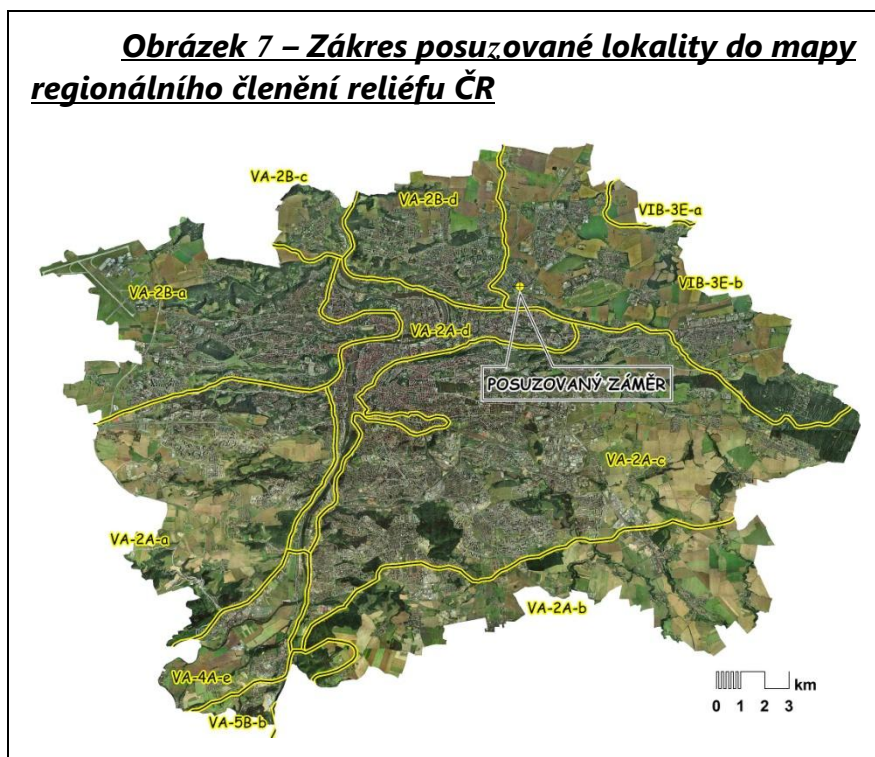 Obrázek 7 – Zákres posuzované lokality do mapy
regionálního členění reliéfu ČR
VA-2B-c
VA-2B-d
VIB-3E-a
VA-2B-a
VIB-3E-b
VA-2A-d
POSUZOVANÝ ZÁMĚR
VA-2A-c
VA-2A-a
VA-2A-b
VA-4A-e
VA-5B-b
km
0 1 2 3